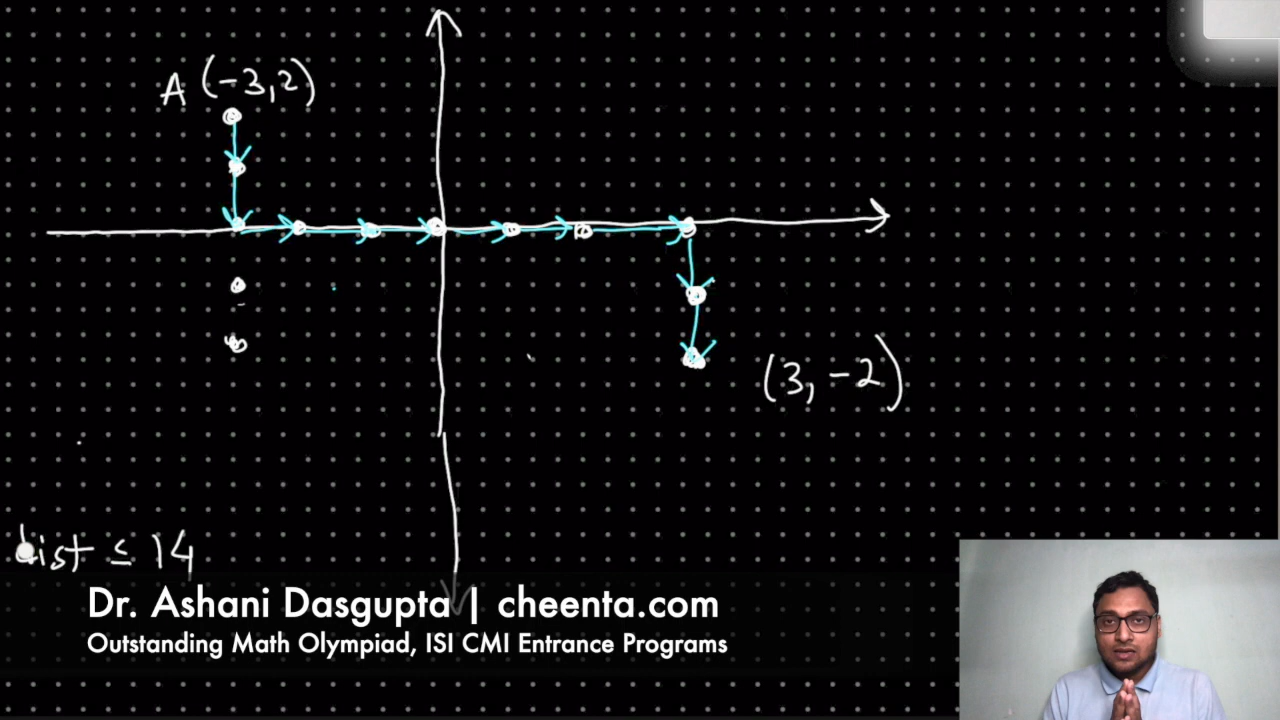 A (-3,2)
(3, -2)
dist ≤ 14
Dr. Ashani Dasgupta | cheenta.com
Outstanding Math Olympiad, ISI CMI Entrance Programs